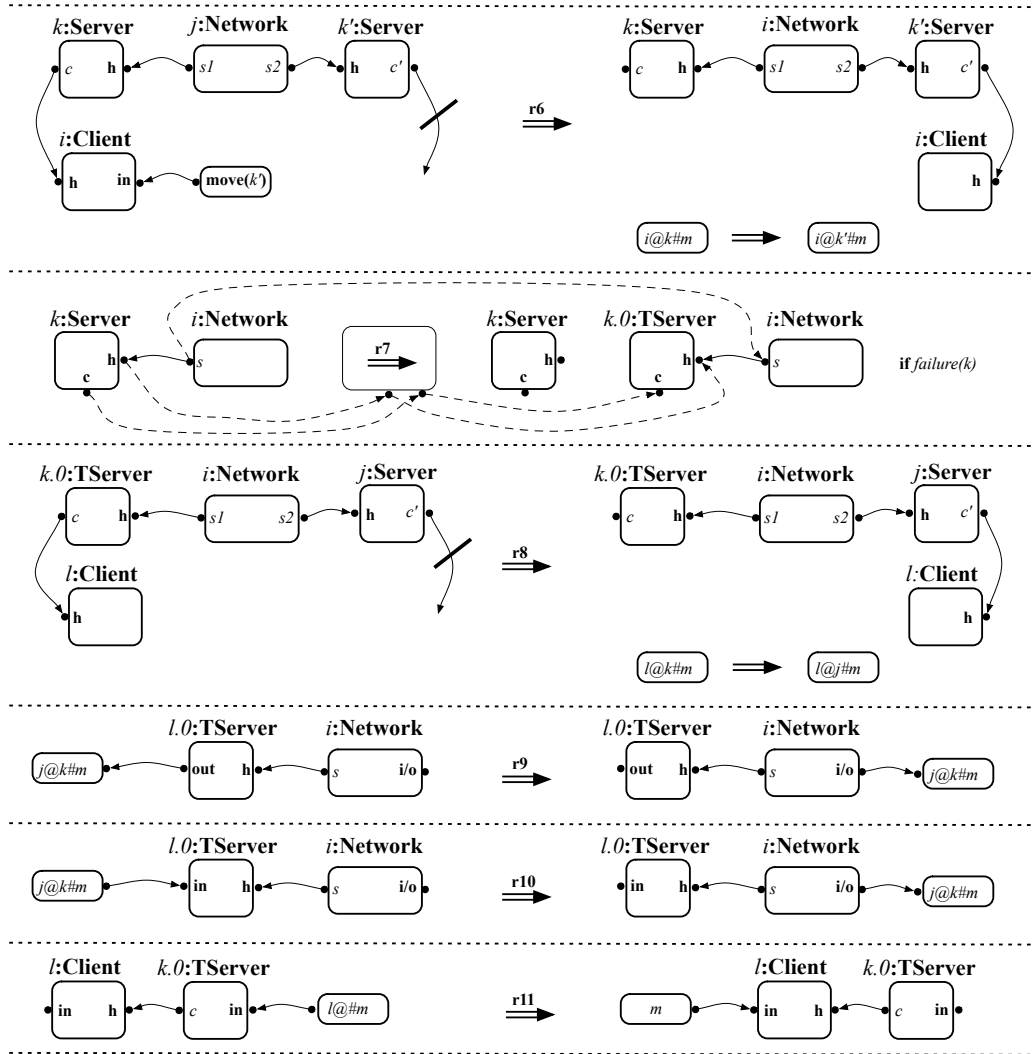 k:Server j:Network k':Server k:Server i:Network k':Server
c h s1 s2 h c' c h s1 s2 h c'
r6
i:Client i:Client
h in move(k') h
i@k#m i@k'#m
k:Server i:Network k:Server k.0:TServer i:Network
h s r7 h h s if failure(k)
c c c
k.0:TServer i:Network j:Server k.0:TServer i:Network j:Server
c h s1 s2 h c' c h s1 s2 h c'
r8
l:Client l:Client
h h
l@k#m l@j#m
l.0:TServer i:Network l.0:TServer i:Network
j@k#m out h s i/o r9 out h s i/o j@k#m
l.0:TServer i:Network l.0:TServer i:Network
j@k#m in h s i/o r10 in h s i/o j@k#m
l:Client k.0:TServer l:Client k.0:TServer
in h c in l@#m r11 m in h c in